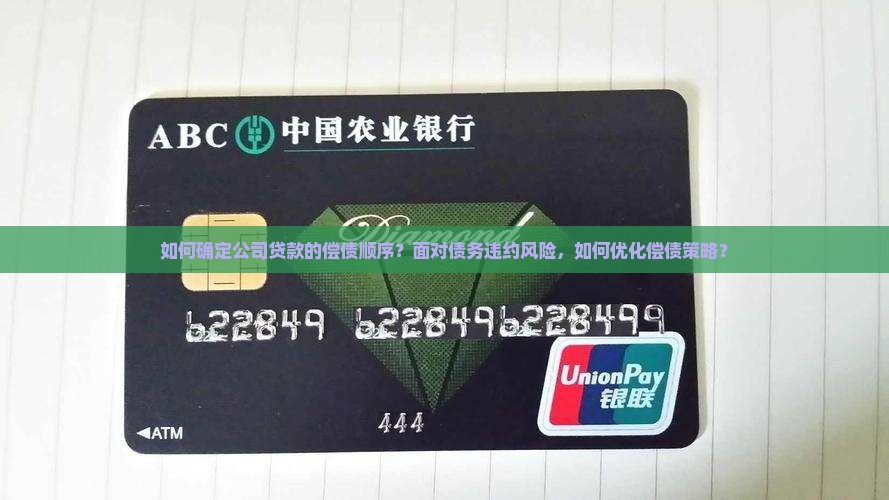 ABC 中国农业银行
Diamond
如何确定公司贷款的偿债顺序？面对债务违约风险，如何优化偿债策略？
622849 622849622849 9
UnionPay
银联
444
ATM